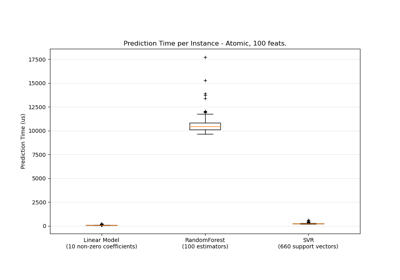 Prediction Time per Instance - Atomic, 100 feats.
Prediction Time (us)
17500
15000
12500
10000
7500
5000
2500
0
Linear Model
(10 non-zero coefficients)
RandomForest
(100 estimators)
SVR
(660 support vectors)